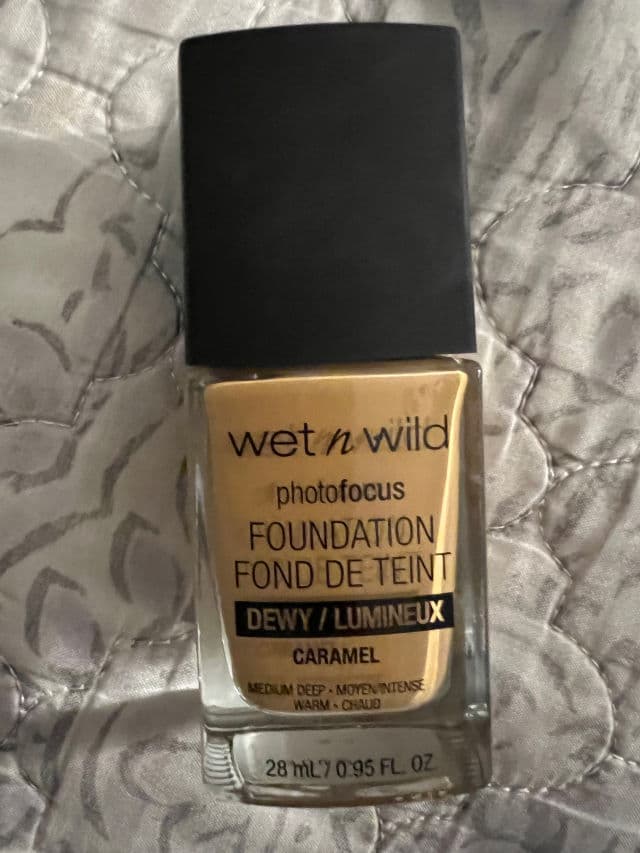 wet n wild
photofocus
FOUNDATION
FOND DE TEINT
DEWY / LUMINEUX
CARAMEL
MEDIUM DEEP • MOYEN/INTENSE
WARM • CHAUD
28 mL / 0.95 FL. OZ.